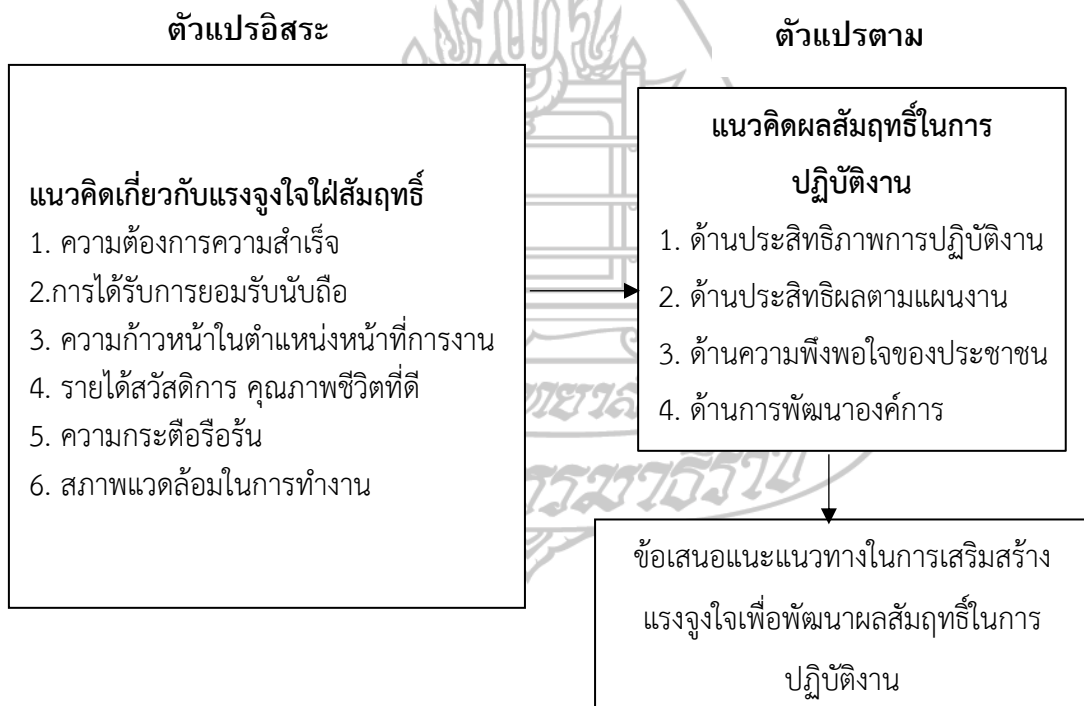 ตัวแปรอิสระ
ตัวแปรตาม
แนวคิดเกี่ยวกับแรงจูงใจใฝ่สัมฤทธิ์
1. ความต้องการความสำเร็จ
2.การได้รับการยอมรับนับถือ
3. ความก้าวหน้าในตำแหน่งหน้าที่การงาน
4. รายได้สวัสดิการ คุณภาพชีวิตที่ดี
5. ความกระตือรือร้น
6. สภาพแวดล้อมในการทำงาน
แนวคิดผลสัมฤทธิ์ในการ
ปฏิบัติงาน
1. ด้านประสิทธิภาพการปฏิบัติงาน
2. ด้านประสิทธิผลตามแผนงาน
3. ด้านความพึงพอใจของประชาชน
4. ด้านการพัฒนาองค์การ
ข้อเสนอแนะแนวทางในการเสริมสร้าง
แรงจูงใจเพื่อพัฒนาผลสัมฤทธิ์ในการ
ปฏิบัติงาน